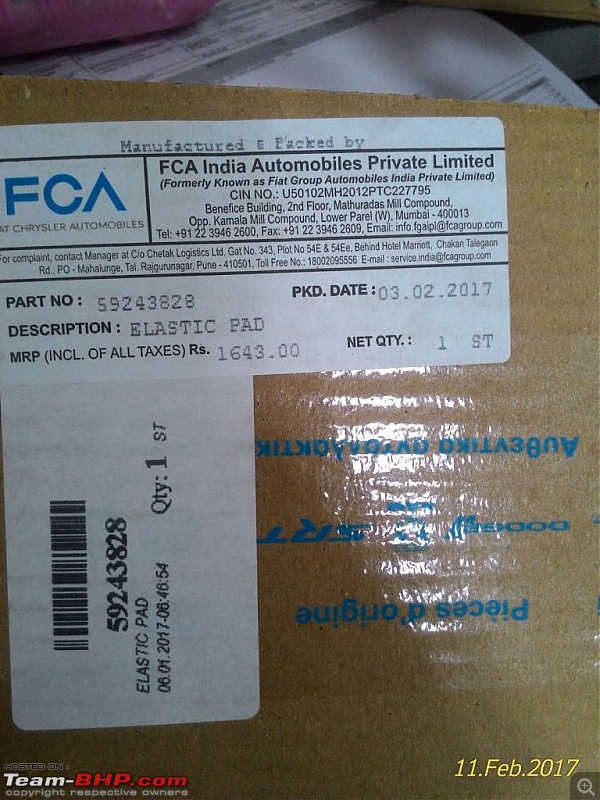 Manufactured & Packed by
FCA
AT CHRYSLER AUTOMOBILES
FCA India Automobiles Private Limited
(Formerly Known as Fiat Group Automobiles India Private Limited)
CIN NO.: U50102MH2012PTC227795
Benefice Building, 2nd Floor, Mathuradas Mill Compound,
Opp. Kamala Mill Compound, Lower Parel (W), Mumbai - 400013
Tel: +91 22 3946 2600, Fax: +91 22 3946 2609, Email: info.fgaipl@fcagroup.com
For complaint, contact Manager at C/o Chetak Logistics Ltd. Gat No. 343, Plot No 54E & 54Ee, Behind Hotel Marriott, Chakan Talegaon
Rd., PO - Mahalunge, Tal. Rajgurunagar, Pune - 410501, Toll Free No.: 18002095556 E-mail : service.india@fcagroup.com
PART NO : 59243828
PKD. DATE : 03.02.2017
DESCRIPTION : ELASTIC PAD
MRP (INCL. OF ALL TAXES) Rs. 1643.00
NET QTY. : 1 ST
59243828 Qty: 1 ST
ELASTIC PAD
06.01.2017-06:46:54
Pièces d'origine
DODGE SRT
Αυθεντικά ανταλλακτικ
HOSTED ON :
Team-BHP.com
copyright respective owners
11.Feb.2017